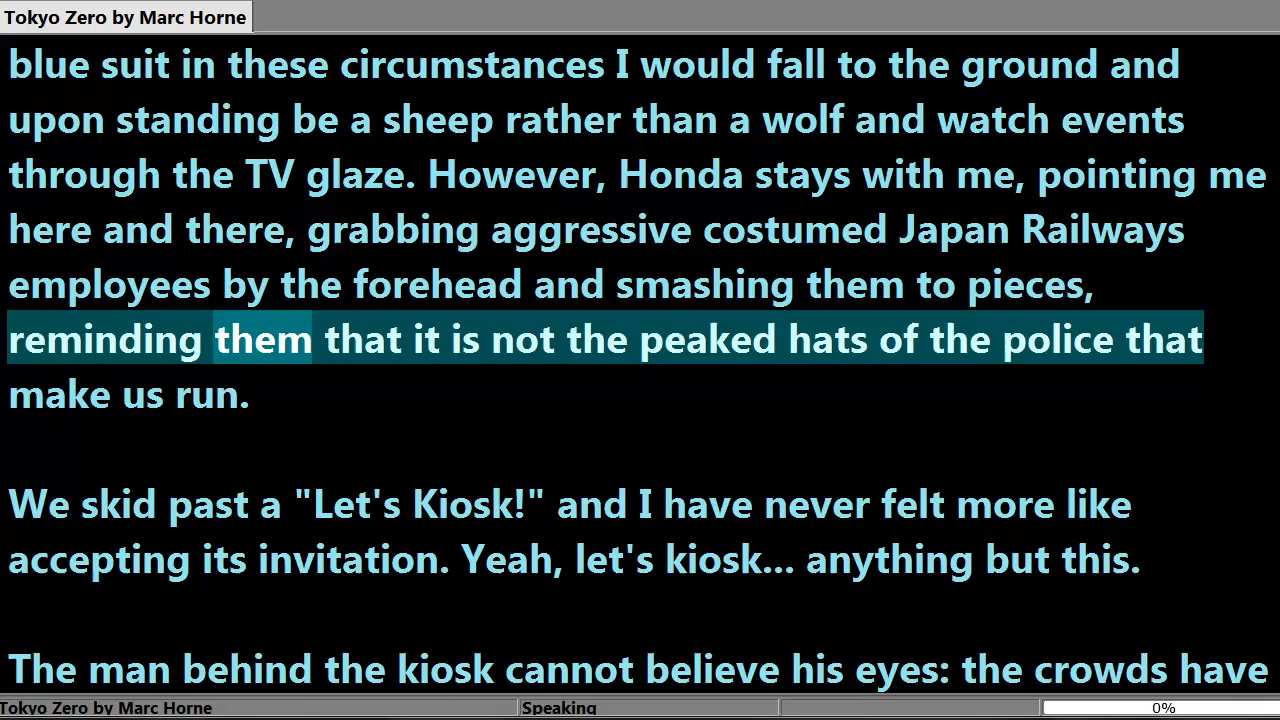 Tokyo Zero by Marc Horne
blue suit in these circumstances I would fall to the ground and
upon standing be a sheep rather than a wolf and watch events
through the TV glaze. However, Honda stays with me, pointing me
here and there, grabbing aggressive costumed Japan Railways
employees by the forehead and smashing them to pieces,
reminding them that it is not the peaked hats of the police that
make us run.
We skid past a "Let's Kiosk!" and I have never felt more like
accepting its invitation. Yeah, let's kiosk... anything but this.
The man behind the kiosk cannot believe his eyes: the crowds have
Tokyo Zero by Marc Horne Speaking 0%